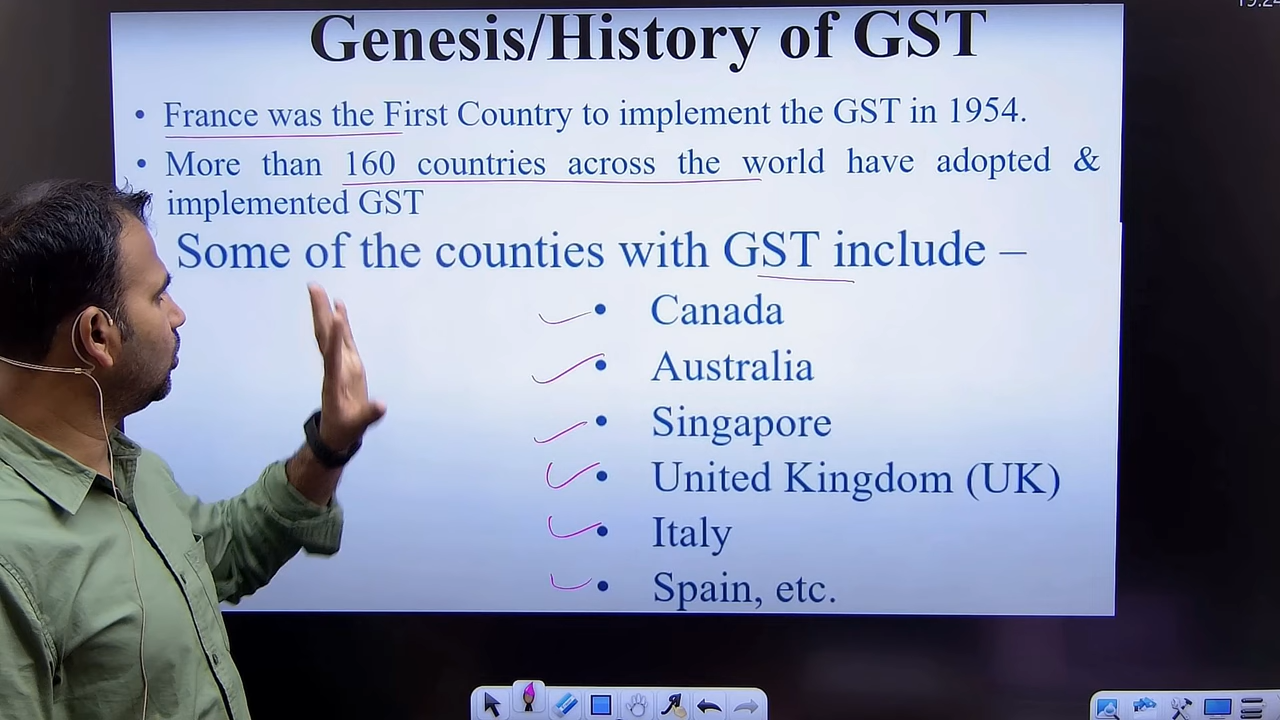 Genesis/History of GST
• France was the First Country to implement the GST in 1954.
• More than 160 countries across the world have adopted &
implemented GST
Some of the counties with GST include –
• Canada
• Australia
• Singapore
• United Kingdom (UK)
• Italy
• Spain, etc.